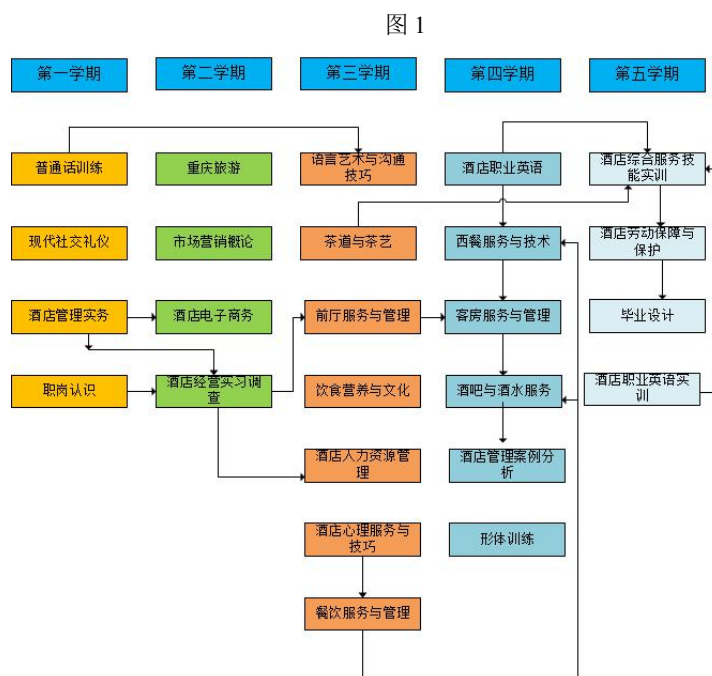 图 1
第一学期
第二学期
第三学期
第四学期
第五学期
普通话训练
重庆旅游
语言艺术与沟通
技巧
酒店职业英语
酒店综合服务技
能实训
现代社交礼仪
市场营销概论
茶道与茶艺
西餐服务与技术
酒店劳动保障与
保护
酒店管理实务
酒店电子商务
前厅服务与管理
客房服务与管理
毕业设计
职岗认识
酒店经营实习调
查
饮食营养与文化
酒吧与酒水服务
酒店职业英语实
训
酒店人力资源管
理
酒店管理案例分
析
酒店心理服务与
技巧
形体训练
餐饮服务与管理